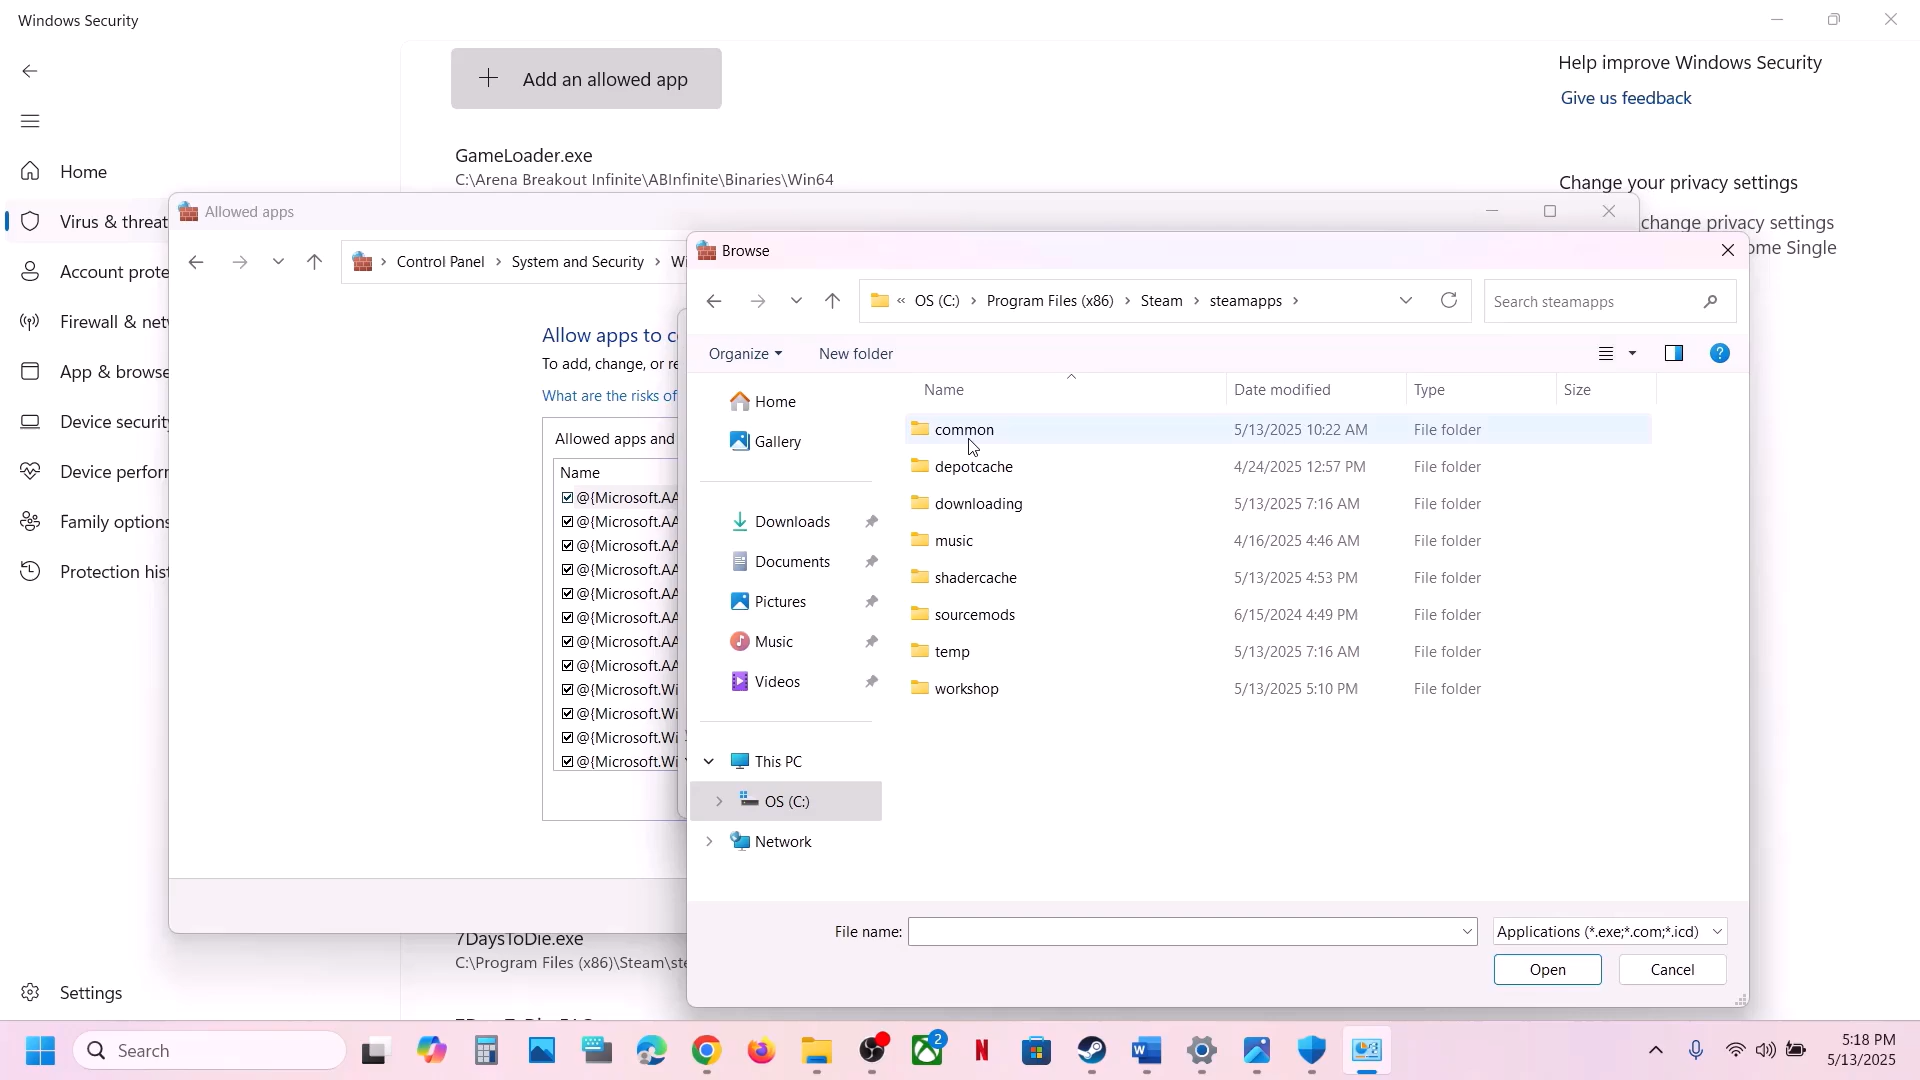 Windows Security
Add an allowed app
GameLoader.exe
C:\Arena Breakout Infinite\ABInfinite\Binaries\Win64
Help improve Windows Security
Give us feedback
Change your privacy settings
change privacy settings
ome Single
Home
Virus & threat
Account prote
Firewall & net
App & browse
Device security
Device perforr
Family options
Protection hist
Settings
Allowed apps
Control Panel
System and Security
Wi
Allow apps to c
To add, change, or re
What are the risks of
Allowed apps and
Name
@{Microsoft.AA
@{Microsoft.AA
@{Microsoft.AA
@{Microsoft.AA
@{Microsoft.AA
@{Microsoft.AA
@{Microsoft.AA
@{Microsoft.AA
@{Microsoft.Wi
@{Microsoft.Wi
@{Microsoft.Wi
@{Microsoft.Wi
7DaysToDie.exe
C:\Program Files (x86)\Steam\ste
Browse
« OS (C:) > Program Files (x86) > Steam > steamapps >
Search steamapps
Organize
New folder
Home
Gallery
Downloads
Documents
Pictures
Music
Videos
This PC
OS (C:)
Network
Name Date modified Type Size
common 5/13/2025 10:22 AM File folder
depotcache 4/24/2025 12:57 PM File folder
downloading 5/13/2025 7:16 AM File folder
music 4/16/2025 4:46 AM File folder
shadercache 5/13/2025 4:53 PM File folder
sourcemods 6/15/2024 4:49 PM File folder
temp 5/13/2025 7:16 AM File folder
workshop 5/13/2025 5:10 PM File folder
File name:
Applications (*.exe;*.com;*.icd)
Open
Cancel
Search
2
5:18 PM
5/13/2025